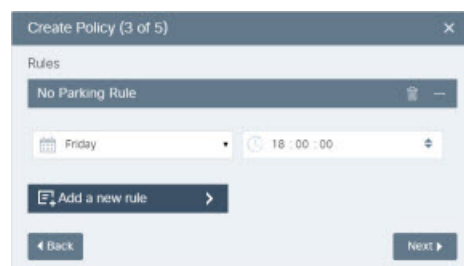 Create Policy (3 of 5)
Rules
No Parking Rule
Friday
18 : 00 : 00
Add a new rule
Back
Next